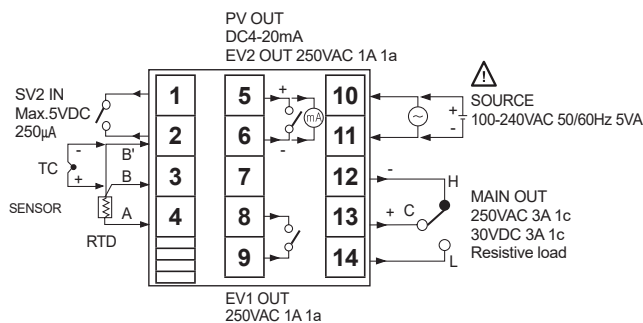 PV OUT
DC4-20mA
EV2 OUT 250VAC 1A 1a
SV2 IN
Max.5VDC
250µA
1
2
3
4
5
6
7
8
9
10
11
12
13
14
+
mA
-
-
TC
+
B'
B
A
SENSOR
RTD
SOURCE
100-240VAC 50/60Hz 5VA
+
-
-
H
+
C
L
MAIN OUT
250VAC 3A 1c
30VDC 3A 1c
Resistive load
EV1 OUT
250VAC 1A 1a